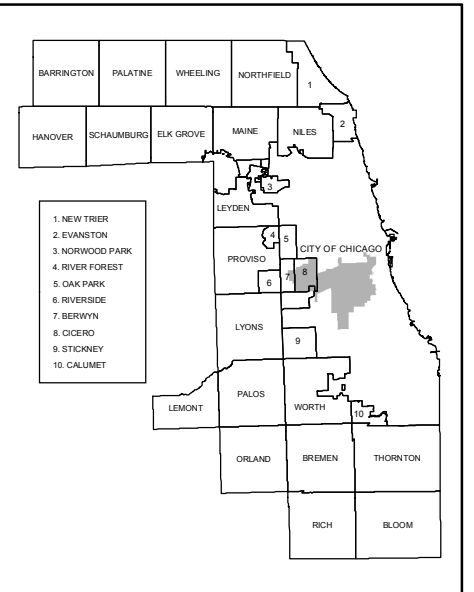 BARRINGTON PALATINE WHEELING NORTHFIELD
1
HANOVER SCHAUMBURG ELK GROVE MAINE NILES 2
3
LEYDEN
1. NEW TRIER
2. EVANSTON
3. NORWOOD PARK
4. RIVER FOREST
5. OAK PARK
6. RIVERSIDE
7. BERWYN
8. CICERO
9. STICKNEY
10. CALUMET
4 5
CITY OF CHICAGO
PROVISO
6 7 8
LYONS
9
LEMONT PALOS WORTH 10
ORLAND BREMEN THORNTON
RICH BLOOM